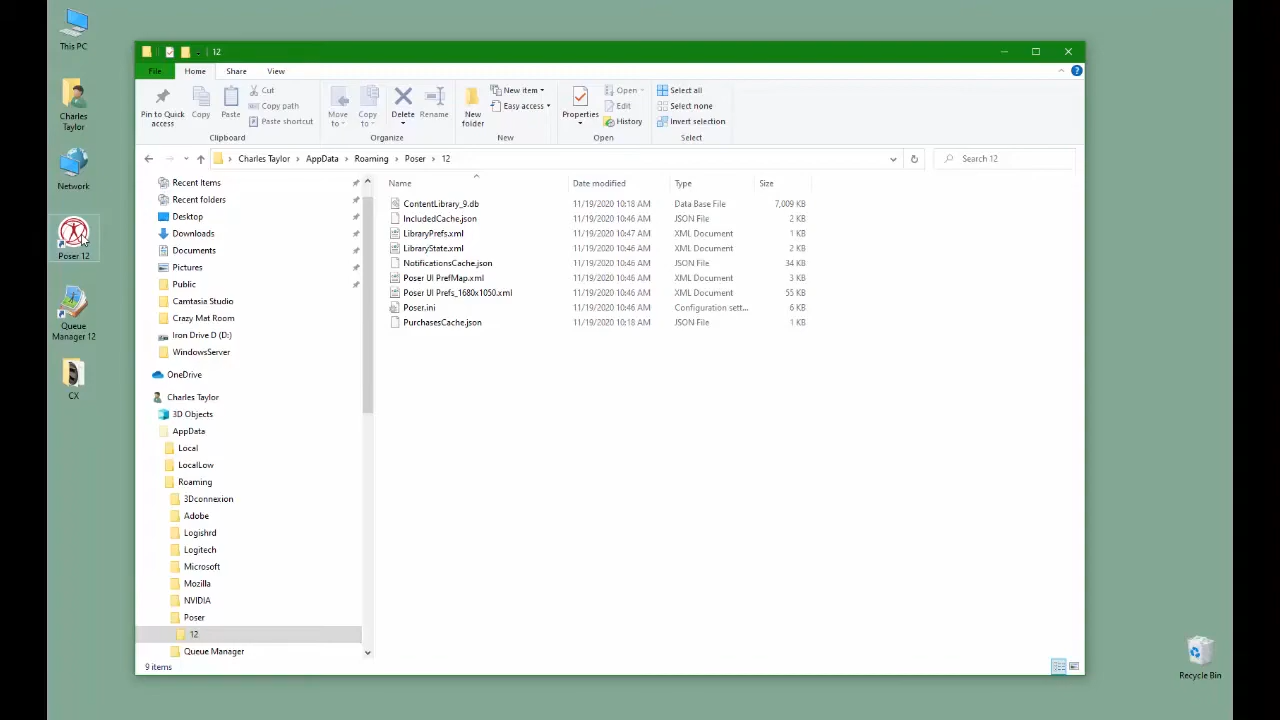 This PC
Charles
Taylor
Network
Poser 12
Queue
Manager 12
CX
Recycle Bin
12
File Home Share View
Pin to Quick
access
Copy
Paste
Cut
Copy path
Paste shortcut
Clipboard
Move
to
Copy
to
Delete
Rename
Organize
New
folder
New item
Easy access
New
Properties
Open
Edit
History
Open
Select all
Select none
Invert selection
Select
Charles Taylor > AppData > Roaming > Poser > 12
Search 12
Recent Items
Recent folders
Desktop
Downloads
Documents
Pictures
Public
Camtasia Studio
Crazy Mat Room
Iron Drive D (D:)
WindowsServer
OneDrive
Charles Taylor
3D Objects
AppData
Local
LocalLow
Roaming
3Dconnexion
Adobe
Logishrd
Logitech
Microsoft
Mozilla
NVIDIA
Poser
12
Queue Manager
Name Date modified Type Size
ContentLibrary_9.db 11/19/2020 10:18 AM Data Base File 7,009 KB
IncludedCache.json 11/19/2020 10:46 AM JSON File 2 KB
LibraryPrefs.xml 11/19/2020 10:47 AM XML Document 1 KB
LibraryState.xml 11/19/2020 10:46 AM XML Document 2 KB
NotificationsCache.json 11/19/2020 10:46 AM JSON File 34 KB
Poser UI PrefMap.xml 11/19/2020 10:46 AM XML Document 3 KB
Poser UI Prefs_1680x1050.xml 11/19/2020 10:46 AM XML Document 55 KB
Poser.ini 11/19/2020 10:46 AM Configuration sett... 6 KB
PurchasesCache.json 11/19/2020 10:18 AM JSON File 1 KB
9 items